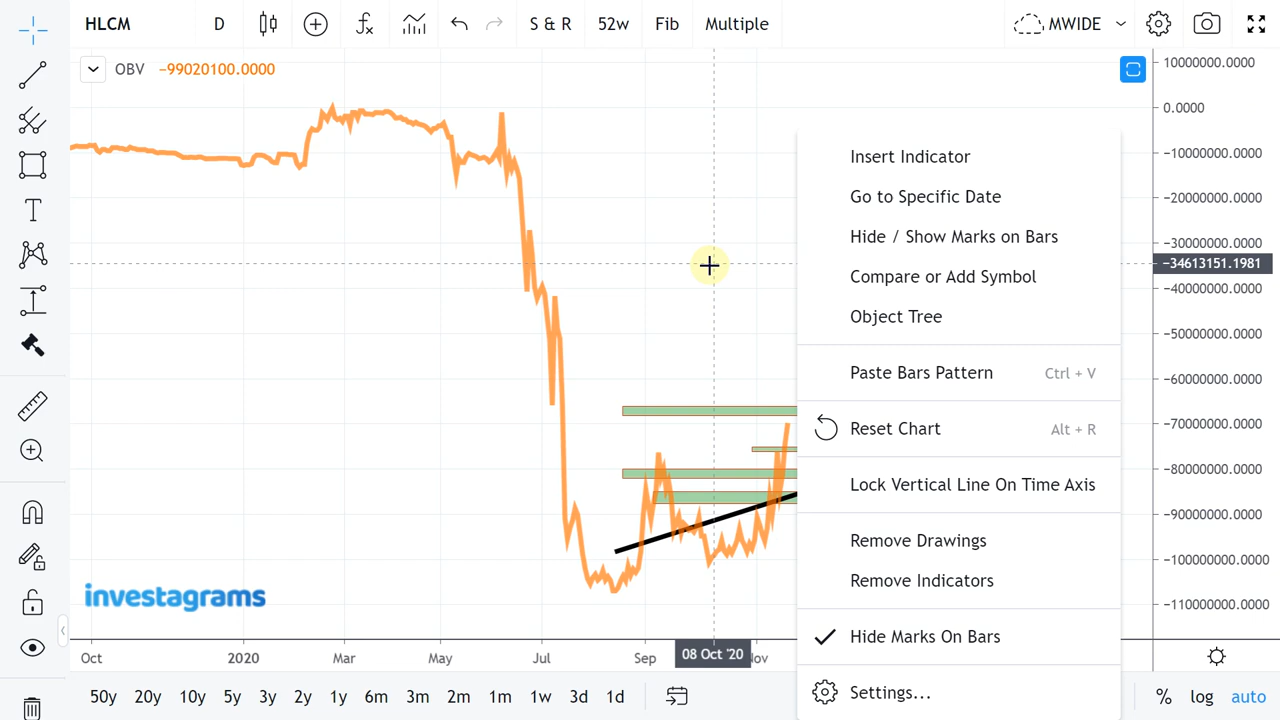 HLCM D S & R 52w Fib Multiple MWIDE
OBV −99020100.0000
10000000.0000
0.0000
−10000000.0000
−20000000.0000
−30000000.0000
−34613151.1981
−40000000.0000
−50000000.0000
−60000000.0000
−70000000.0000
−80000000.0000
−90000000.0000
−100000000.0000
−110000000.0000
Insert Indicator
Go to Specific Date
Hide / Show Marks on Bars
Compare or Add Symbol
Object Tree
Paste Bars Pattern Ctrl + V
Reset Chart Alt + R
Lock Vertical Line On Time Axis
Remove Drawings
Remove Indicators
Hide Marks On Bars
Settings...
investagrams
Oct 2020 Mar May Jul Sep 08 Oct '20 Nov
50y 20y 10y 5y 3y 2y 1y 6m 3m 2m 1m 1w 3d 1d % log auto